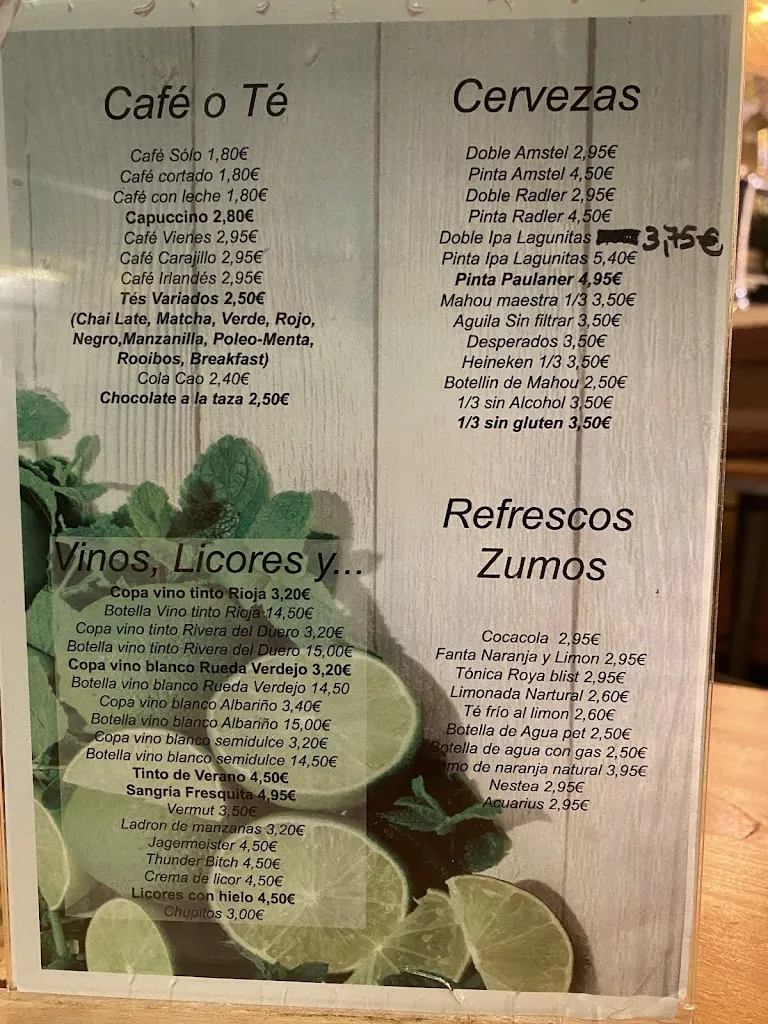 Café o Té
Café Sólo 1,80€
Café cortado 1,80€
Café con leche 1,80€
Capuccino 2,80€
Café Vienes 2,95€
Café Carajillo 2,95€
Café Irlandés 2,95€
Tés Variados 2,50€
(Chai Late, Matcha, Verde, Rojo,
Negro,Manzanilla, Poleo-Menta,
Rooibos, Breakfast)
Cola Cao 2,40€
Chocolate a la taza 2,50€
Vinos, Licores y...
Copa vino tinto Rioja 3,20€
Botella Vino tinto Rioja 14,50€
Copa vino tinto Rivera del Duero 3,20€
Botella vino tinto Rivera del Duero 15,00€
Copa vino blanco Rueda Verdejo 3,20€
Botella vino blanco Rueda Verdejo 14,50
Copa vino blanco Albariño 3,40€
Botella vino blanco Albariño 15,00€
Copa vino blanco semidulce 3,20€
Botella vino blanco semidulce 14,50€
Tinto de Verano 4,50€
Sangría Fresquita 4,95€
Vermut 3,50€
Ladron de manzanas 3,20€
Jagermeister 4,50€
Thunder Bitch 4,50€
Crema de licor 4,50€
Licores con hielo 4,50€
Chupitos 3,00€
Cervezas
Doble Amstel 2,95€
Pinta Amstel 4,50€
Doble Radler 2,95€
Pinta Radler 4,50€
Doble Ipa Lagunitas 3,75€
Pinta Ipa Lagunitas 5,40€
Pinta Paulaner 4,95€
Mahou maestra 1/3 3,50€
Aguila Sin filtrar 3,50€
Desperados 3,50€
Heineken 1/3 3,50€
Botellin de Mahou 2,50€
1/3 sin Alcohol 3,50€
1/3 sin gluten 3,50€
Refrescos
Zumos
Cocacola 2,95€
Fanta Naranja y Limon 2,95€
Tónica Roya blist 2,95€
Limonada Nartural 2,60€
Té frío al limon 2,60€
Botella de Agua pet 2,50€
Botella de agua con gas 2,50€
de naranja natural 3,95€
Nestea 2,95€
Acuarius 2,95€